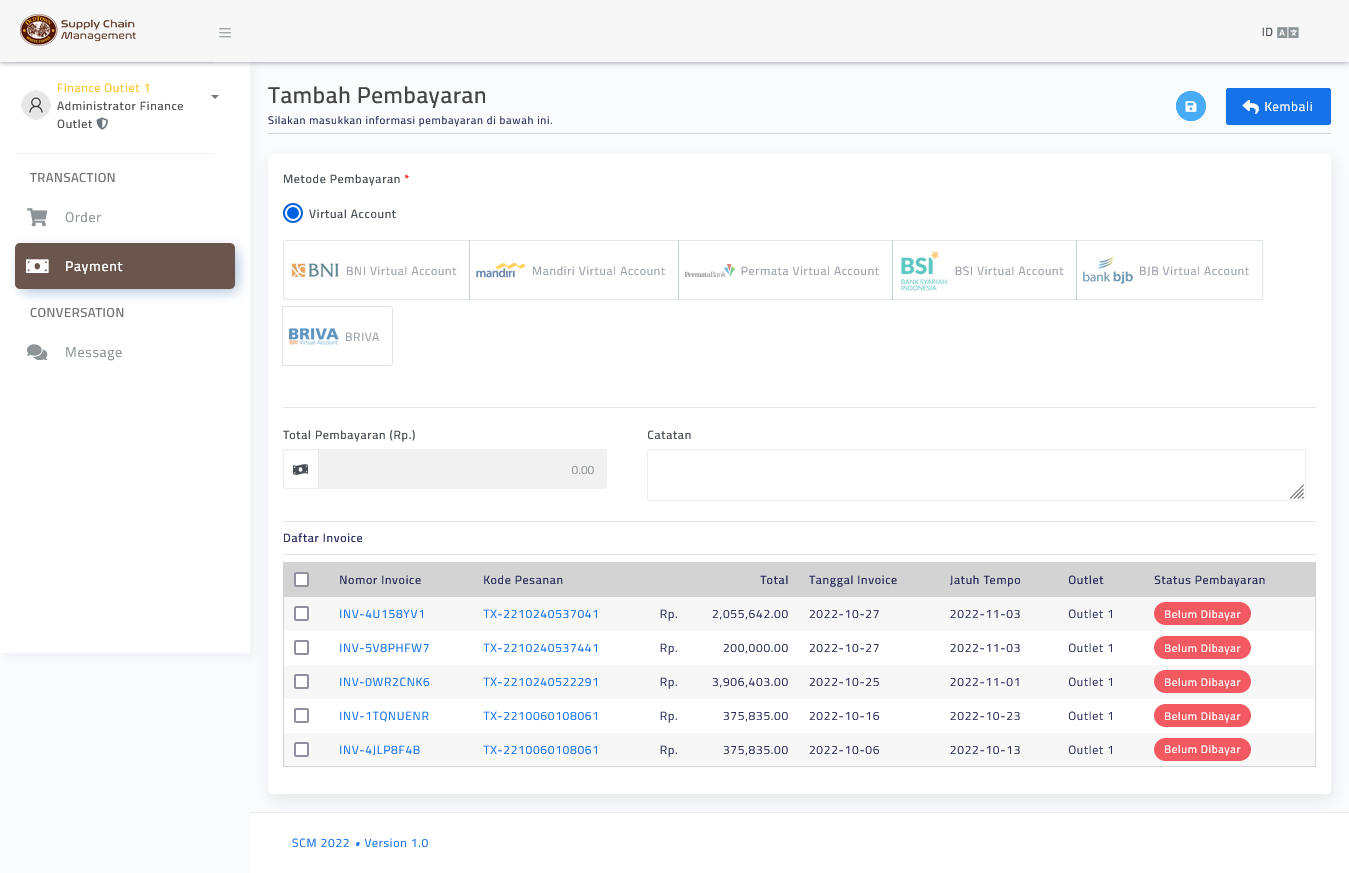 Supply Chain
Management
ID
Finance Outlet 1
Administrator Finance
Outlet
TRANSACTION
Order
Payment
CONVERSATION
Message
Tambah Pembayaran
Silakan masukkan informasi pembayaran di bawah ini.
Kembali
Metode Pembayaran *
Virtual Account
BNI BNI Virtual Account
mandiri Mandiri Virtual Account
PermataBank Permata Virtual Account
BSI BANK SYARIAH INDONESIA BSI Virtual Account
bank bjb BJB Virtual Account
BRIVA BRI Virtual Account BRIVA
Total Pembayaran (Rp.)
0.00
Catatan
Daftar Invoice
Nomor Invoice Kode Pesanan Total Tanggal Invoice Jatuh Tempo Outlet Status Pembayaran
INV-4U158YV1 TX-2210240537041 Rp. 2,055,642.00 2022-10-27 2022-11-03 Outlet 1 Belum Dibayar
INV-5V8PHFW7 TX-2210240537441 Rp. 200,000.00 2022-10-27 2022-11-03 Outlet 1 Belum Dibayar
INV-0WR2CNK6 TX-2210240522291 Rp. 3,906,403.00 2022-10-25 2022-11-01 Outlet 1 Belum Dibayar
INV-1TQNUENR TX-2210060108061 Rp. 375,835.00 2022-10-16 2022-10-23 Outlet 1 Belum Dibayar
INV-4JLP8F4B TX-2210060108061 Rp. 375,835.00 2022-10-06 2022-10-13 Outlet 1 Belum Dibayar
SCM 2022 • Version 1.0